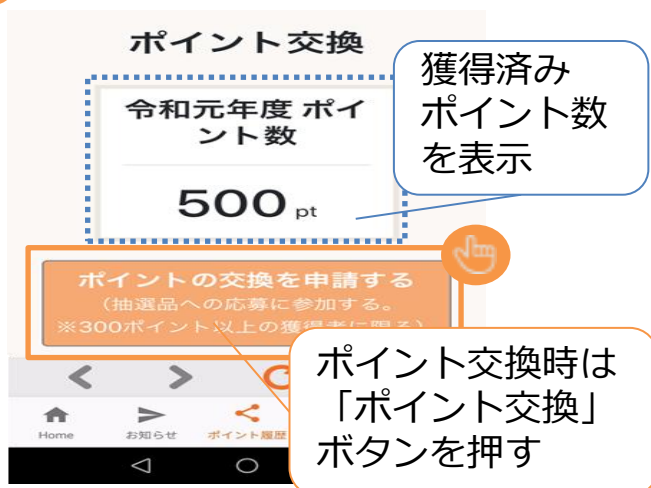 ポイント交換
令和元年度 ポイ
ント数
500 pt
獲得済み
ポイント数
を表示
ポイントの交換を申請する
(抽選品への応募に参加する。
※300ポイント以上の獲得者に限る)
ポイント交換時は
「ポイント交換」
ボタンを押す
Home
お知らせ
ポイント履歴